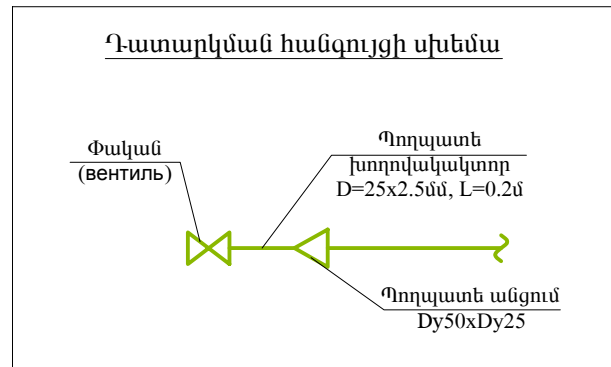 Դատարկման հանգույցի սխեմա
Փական
(вентиль)
Պողպատե
խողովակակտոր
D=25x2.5մմ, L=0.2մ
Պողպատե անցում
Dy50xDy25